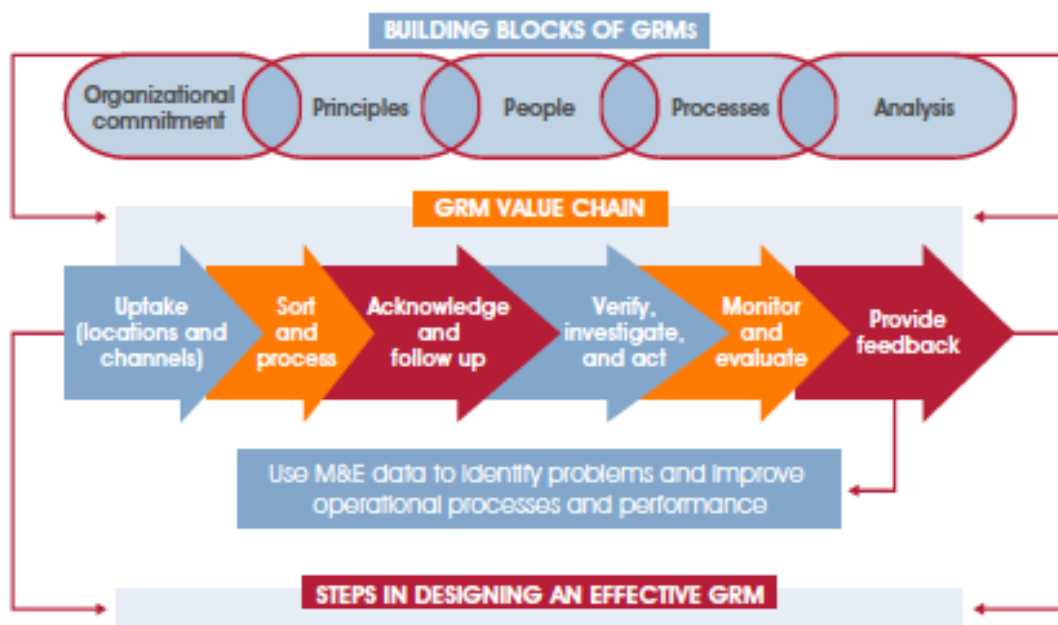 BUILDING BLOCKS OF GRMs
Organizational
commitment
Principles
People
Processes
Analysis
GRM VALUE CHAIN
Uptake
(locations and
channels)
Sort
and
process
Acknowledge
and
follow up
Verify,
investigate,
and act
Monitor
and
evaluate
Provide
feedback
Use M&E data to identify problems and improve
operational processes and performance
STEPS IN DESIGNING AN EFFECTIVE GRM